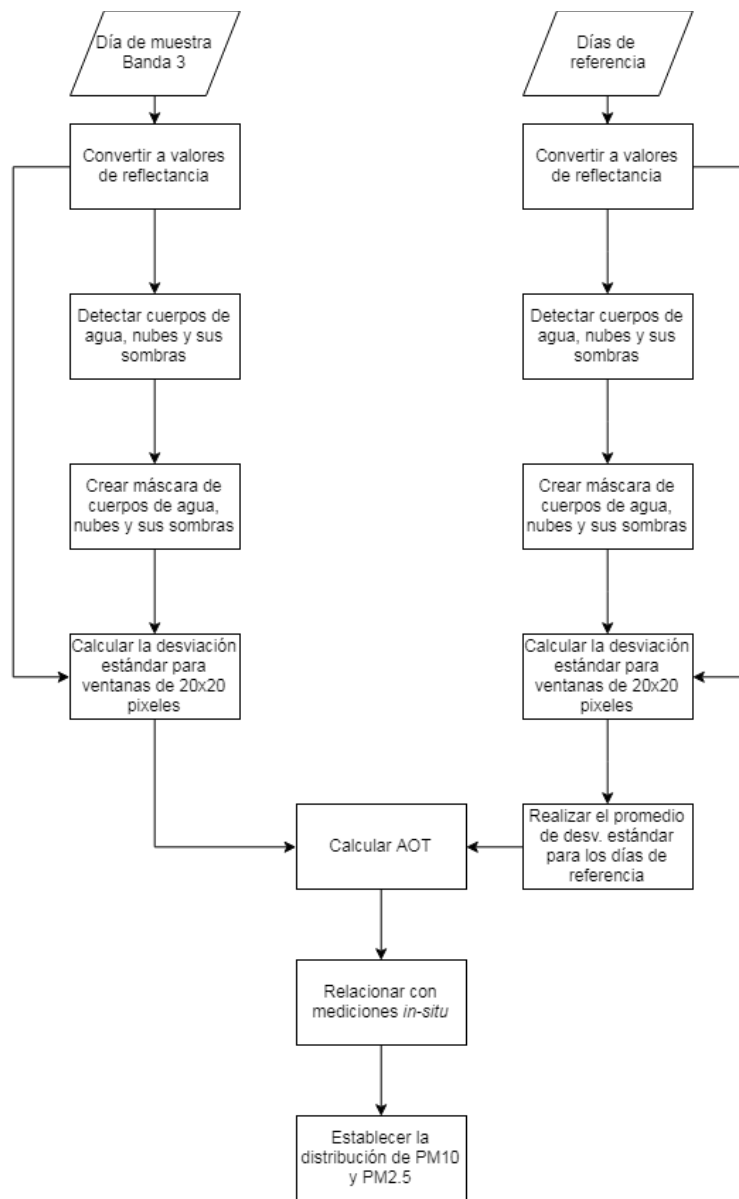 Día de muestra
Banda 3
Días de
referencia
Convertir a valores
de reflectancia
Convertir a valores
de reflectancia
Detectar cuerpos de
agua, nubes y sus
sombras
Detectar cuerpos de
agua, nubes y sus
sombras
Crear máscara de
cuerpos de agua,
nubes y sus sombras
Crear máscara de
cuerpos de agua,
nubes y sus sombras
Calcular la desviación
estándar para
ventanas de 20x20
pixeles
Calcular la desviación
estándar para
ventanas de 20x20
pixeles
Calcular AOT
Realizar el promedio
de desv. estándar
para los días de
referencia
Relacionar con
mediciones in-situ
Establecer la
distribución de PM10
y PM2.5